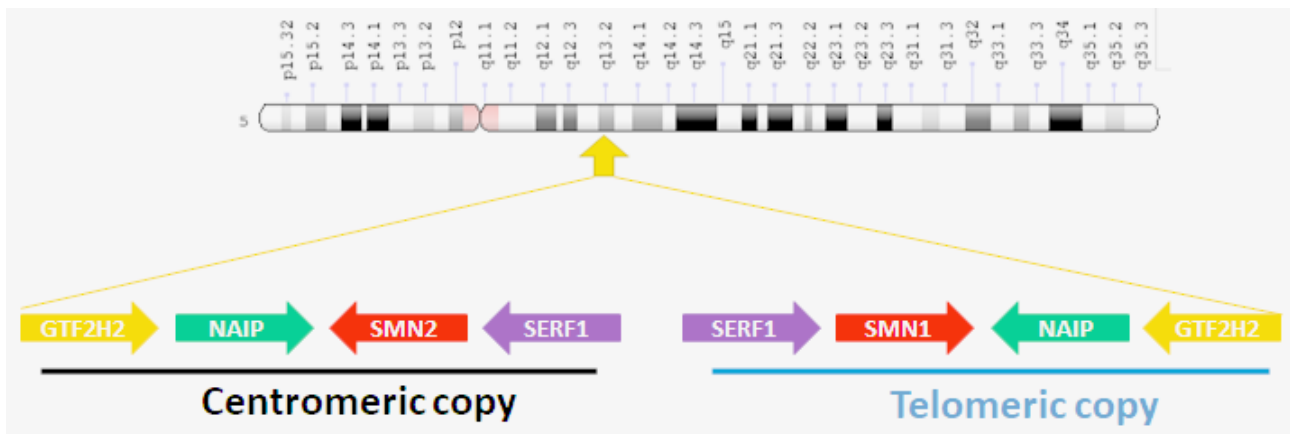 p15.32 p15.2 p14.3 p14.1 p13.3 p13.2 p12 q11.1 q11.2 q12.1 q12.3 q13.2 q14.1 q14.2 q14.3 q15 q21.1 q21.3 q22.2 q23.1 q23.2 q23.3 q31.1 q31.3 q32 q33.1 q33.3 q34 q35.1 q35.2 q35.3
5
GTF2H2 NAIP SMN2 SERF1 SERF1 SMN1 NAIP GTF2H2
Centromeric copy Telomeric copy